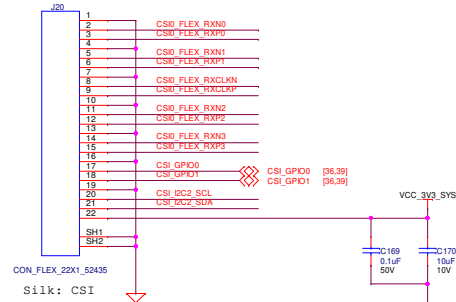 J20
1
2 CSI0_FLEX_RXN0
3 CSI0_FLEX_RXP0
4
5 CSI0_FLEX_RXN1
6 CSI0_FLEX_RXP1
7
8 CSI0_FLEX_RXCLKN
9 CSI0_FLEX_RXCLKP
10
11 CSI0_FLEX_RXN2
12 CSI0_FLEX_RXP2
13
14 CSI0_FLEX_RXN3
15 CSI0_FLEX_RXP3
16
17 CSI_GPIO0 CSI_GPIO0 [36,39]
18 CSI_GPIO1 CSI_GPIO1 [36,39]
19
20 CSI_I2C2_SCL VCC_3V3_SYS
21 CSI_I2C2_SDA
22
SH1
SH2
C169 C170
0.1uF 10uF
50V 10V
CON_FLEX_22X1_52435
Silk: CSI